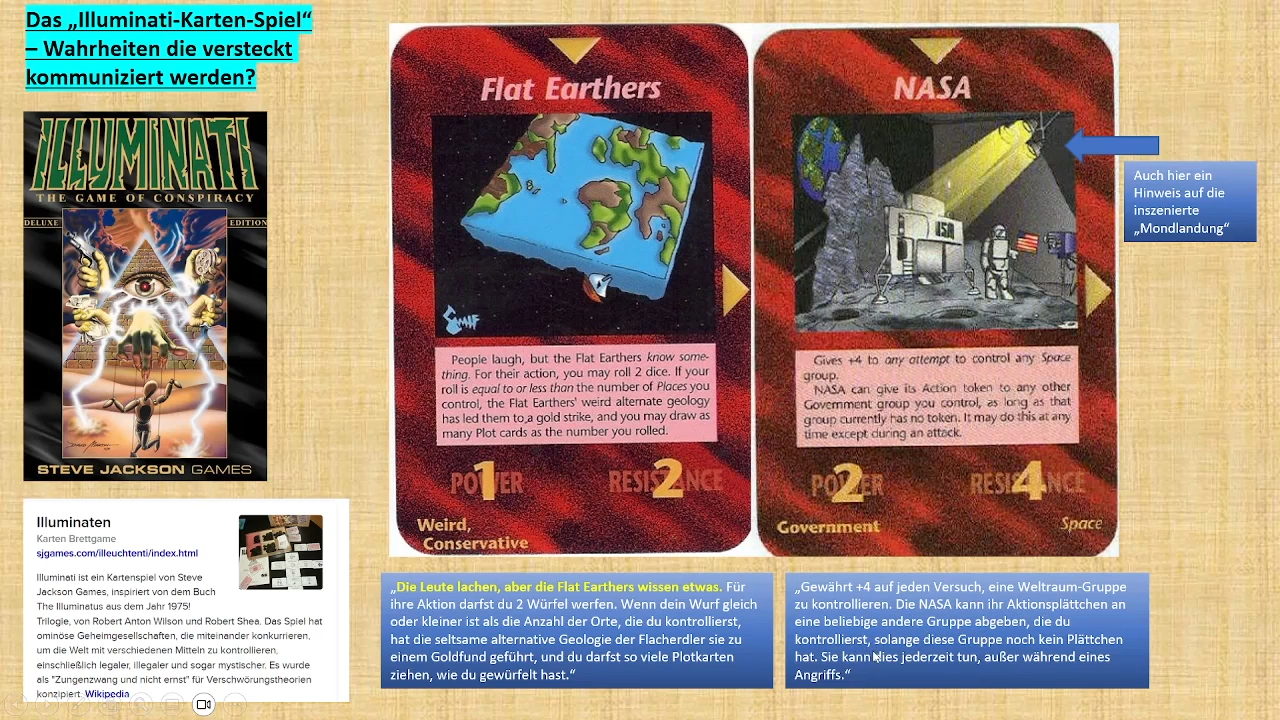 Das „Illuminati-Karten-Spiel“
– Wahrheiten die versteckt
kommuniziert werden?
ILLUMINATI
THE GAME OF CONSPIRACY
DELUXE EDITION
STEVE JACKSON GAMES
Illuminaten
Karten Brettgame
sjgames.com/illeuchtenti/index.html
Illuminati ist ein Kartenspiel von Steve
Jackson Games, inspiriert von dem Buch
The Illuminatus aus dem Jahr 1975!
Trilogie, von Robert Anton Wilson und Robert Shea. Das Spiel hat
ominöse Geheimgesellschaften, die miteinander konkurrieren,
um die Welt mit verschiedenen Mitteln zu kontrollieren,
einschließlich legaler, illegaler und sogar mystischer. Es wurde
als "Zungenzwang und nicht ernst" für Verschwörungstheorien
konzipiert. Wikipedia
Flat Earthers
People laugh, but the Flat Earthers know some-
thing. For their action, you may roll 2 dice. If your
roll is equal to or less than the number of Places you
control, the Flat Earthers' weird alternate geology
has led them to a gold strike, and you may draw as
many Plot cards as the number you rolled.
POWER 1 RESISTANCE 2
Weird,
Conservative
NASA
USA
Gives +4 to any attempt to control any Space
group.
NASA can give its Action token to any other
Government group you control, as long as that
group currently has no token. It may do this at any
time except during an attack.
POWER 2 RESISTANCE 4
Government Space
Auch hier ein
Hinweis auf die
inszenierte
„Mondlandung“
„Die Leute lachen, aber die Flat Earthers wissen etwas. Für
ihre Aktion darfst du 2 Würfel werfen. Wenn dein Wurf gleich
oder kleiner ist als die Anzahl der Orte, die du kontrollierst,
hat die seltsame alternative Geologie der Flacherdler sie zu
einem Goldfund geführt, und du darfst so viele Plotkarten
ziehen, wie du gewürfelt hast.“
„Gewährt +4 auf jeden Versuch, eine Weltraum-Gruppe
zu kontrollieren. Die NASA kann ihr Aktionsplättchen an
eine beliebige andere Gruppe abgeben, die du
kontrollierst, solange diese Gruppe noch kein Plättchen
hat. Sie kann dies jederzeit tun, außer während eines
Angriffs.“